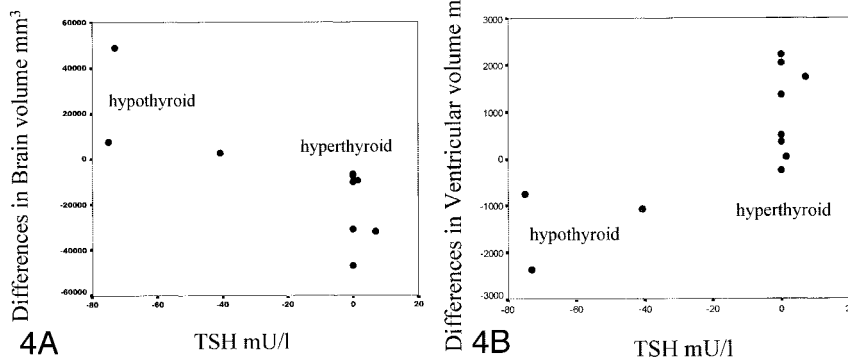 Differences in Brain volume mm³
60000
40000
20000
0
-20000
-40000
60000
-80
-60
-40
-20
0
20
hypothyroid
hyperthyroid
TSH mU/l
4A
Differences in Ventricular volume m
3000
2000
1000
0
-1000
-2000
-3000
-80
-60
-40
-20
0
20
hypothyroid
hyperthyroid
TSH mU/l
4B